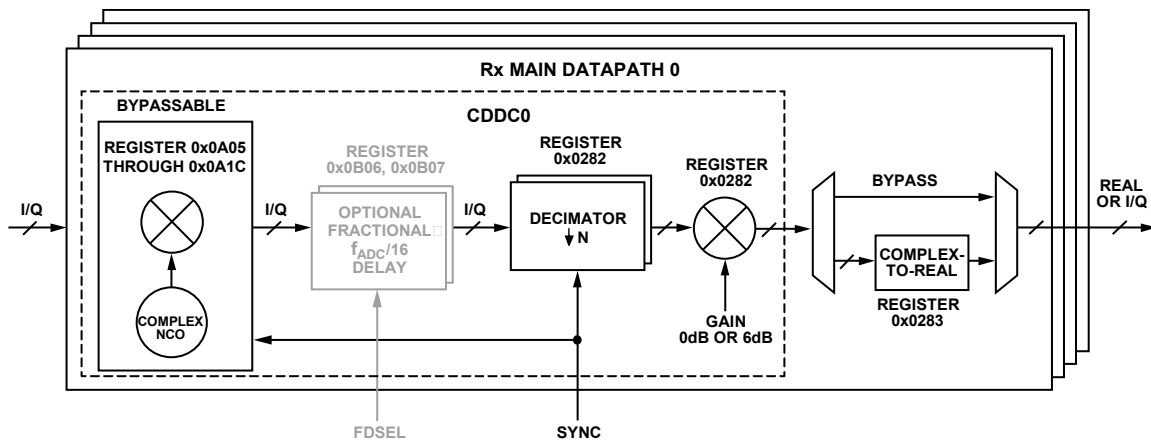 Rx MAIN DATAPATH 0
BYPASSABLE
CDDC0
REGISTER 0x0A05
THROUGH 0x0A1C
REGISTER
0x0B06, 0x0B07
REGISTER
0x0282
REGISTER
0x0282
BYPASS
REAL
OR I/Q
I/Q
I/Q
OPTIONAL
FRACTIONAL
fADC/16
DELAY
I/Q
DECIMATOR
N
COMPLEX-
TO-REAL
REGISTER
0x0283
COMPLEX
NCO
GAIN
0dB OR 6dB
FDSEL
SYNC